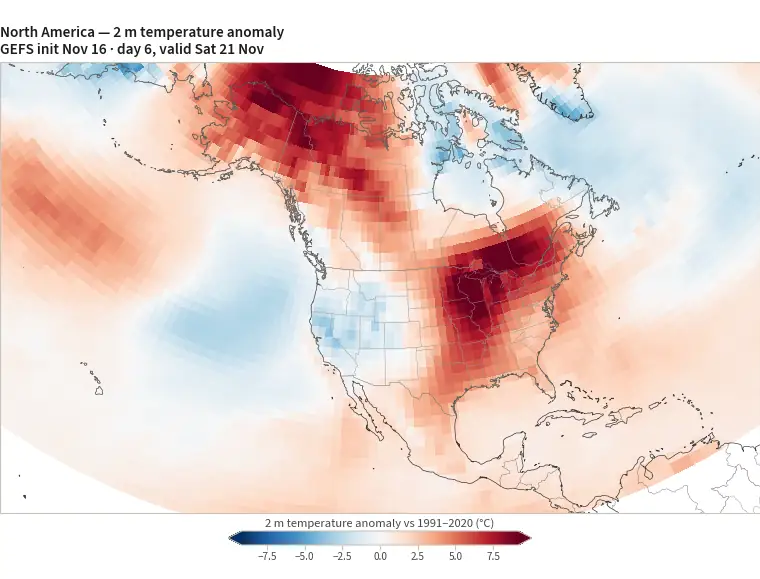 North America — 2 m temperature anomaly
GEFS init Nov 16 · day 6, valid Sat 21 Nov
2 m temperature anomaly vs 1991–2020 (°C)
−7.5 −5.0 −2.5 0.0 2.5 5.0 7.5